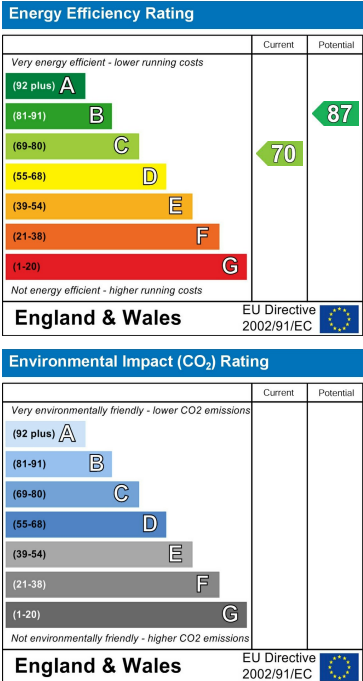 Energy Efficiency Rating
Current Potential
Very energy efficient - lower running costs
(92 plus) A
(81-91) B
87
(69-80) C
70
(55-68) D
(39-54) E
(21-38) F
(1-20) G
Not energy efficient - higher running costs
England & Wales
EU Directive
2002/91/EC
Environmental Impact (CO₂) Rating
Current Potential
Very environmentally friendly - lower CO2 emissions
(92 plus) A
(81-91) B
(69-80) C
(55-68) D
(39-54) E
(21-38) F
(1-20) G
Not environmentally friendly - higher CO2 emissions
England & Wales
EU Directive
2002/91/EC